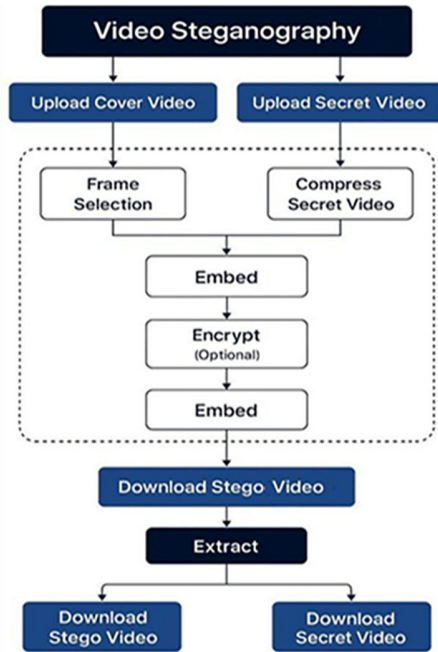 Video Steganography
Upload Cover Video
Upload Secret Video
Frame
Selection
Compress
Secret Video
Embed
Encrypt
(Optional)
Embed
Download Stego Video
Extract
Download
Stego Video
Download
Secret Video